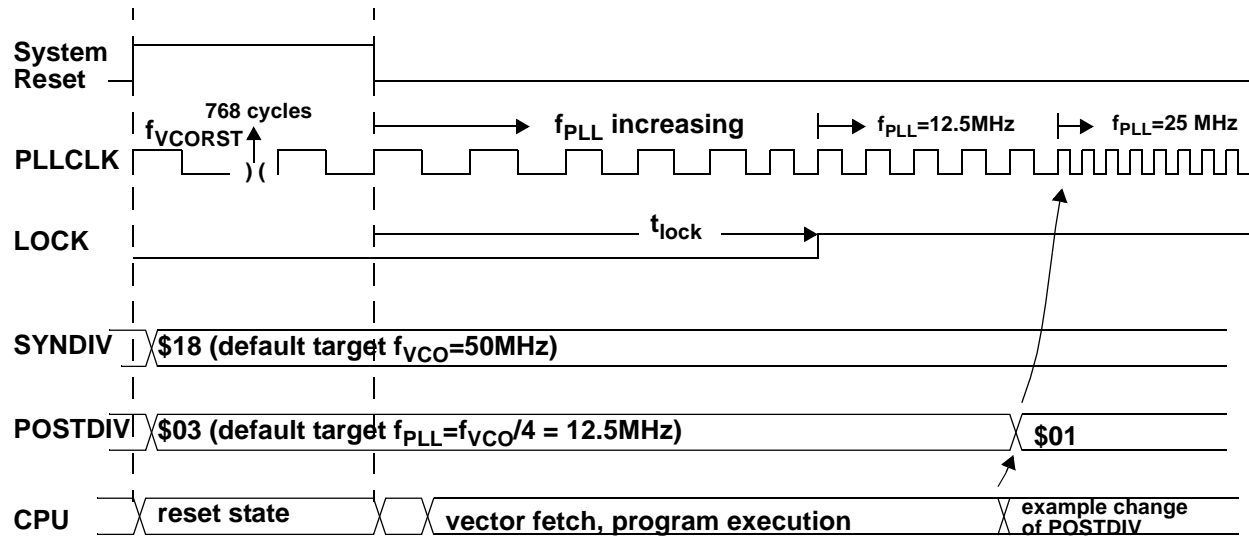 System
Reset
768 cycles
fVCORST
fPLL increasing
fPLL=12.5MHz
fPLL=25 MHz
PLLCLK
) (
LOCK
tlock
SYNDIV
$18 (default target fVCO=50MHz)
POSTDIV
$03 (default target fPLL=fVCO/4 = 12.5MHz)
$01
CPU
reset state
vector fetch, program execution
example change
of POSTDIV